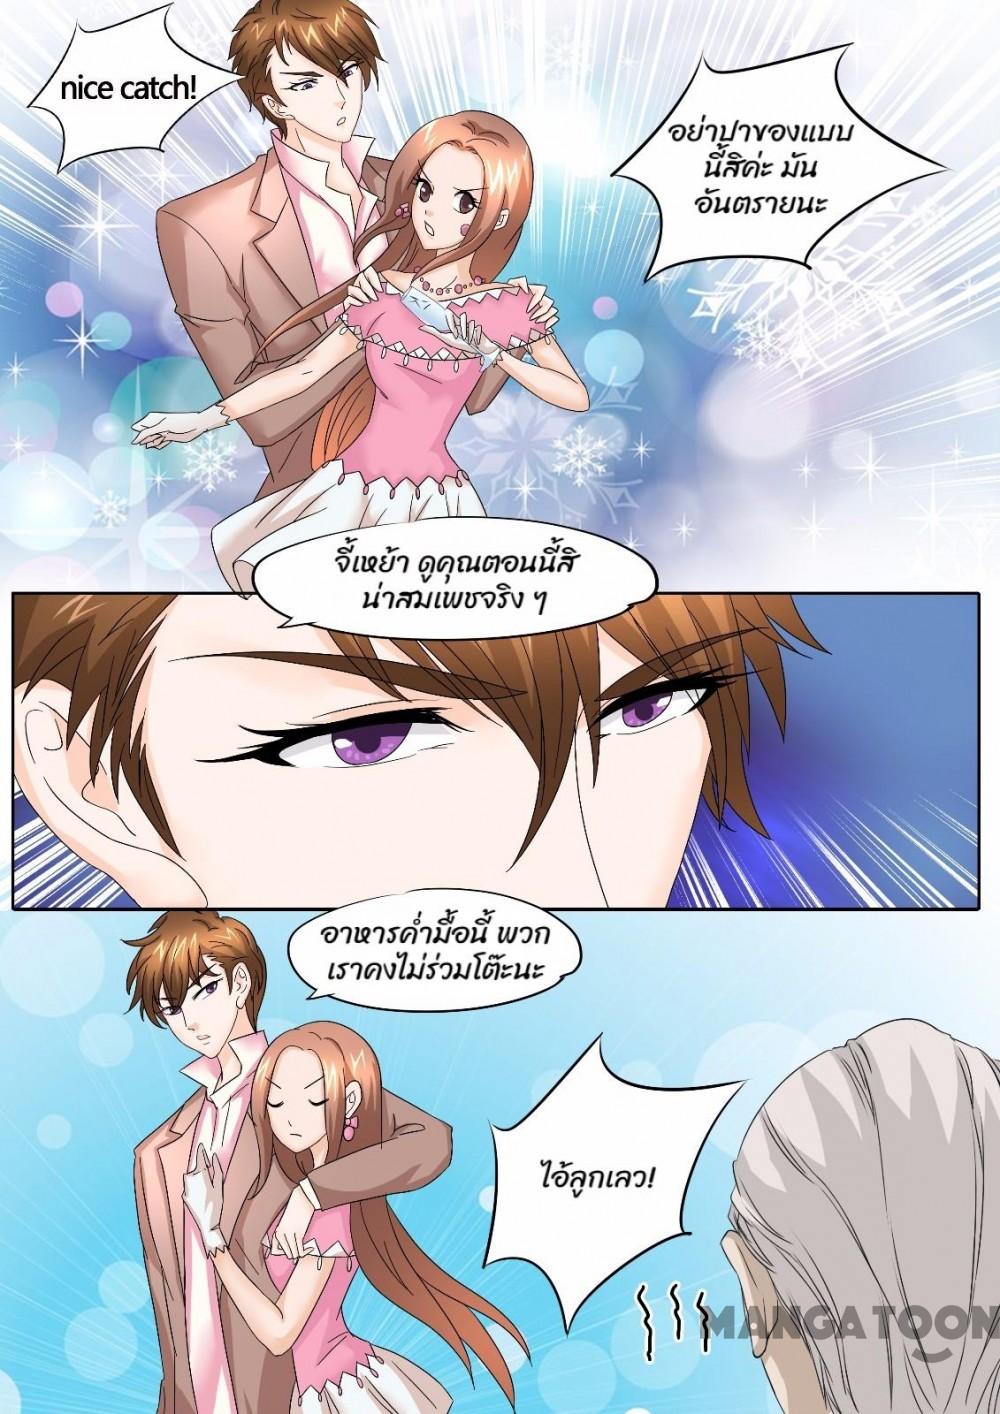 nice catch!
อย่าปาของแบบ
นี้สิค่ะ มัน
อันตรายนะ
จี้เหย้า ดูคุณตอนนี้สิ
น่าสมเพชจริง ๆ
อาหารค่ำมื้อนี้ พวก
เราคงไม่ร่วมโต๊ะนะ
ไอ้ลูกเลว!
MANGATOON